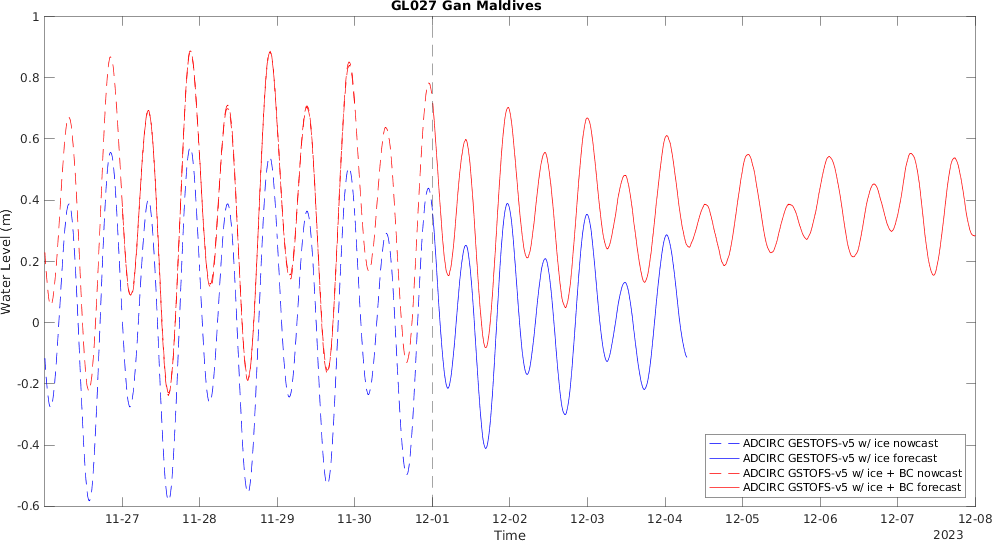 GL027 Gan Maldives
1
0.8
0.6
0.4
0.2
0
-0.2
-0.4
-0.6
Water Level (m)
11-27 11-28 11-29 11-30 12-01 12-02 12-03 12-04 12-05 12-06 12-07 12-08
Time
2023
ADCIRC GESTOFS-v5 w/ ice nowcast
ADCIRC GESTOFS-v5 w/ ice forecast
ADCIRC GSTOFS-v5 w/ ice + BC nowcast
ADCIRC GSTOFS-v5 w/ ice + BC forecast